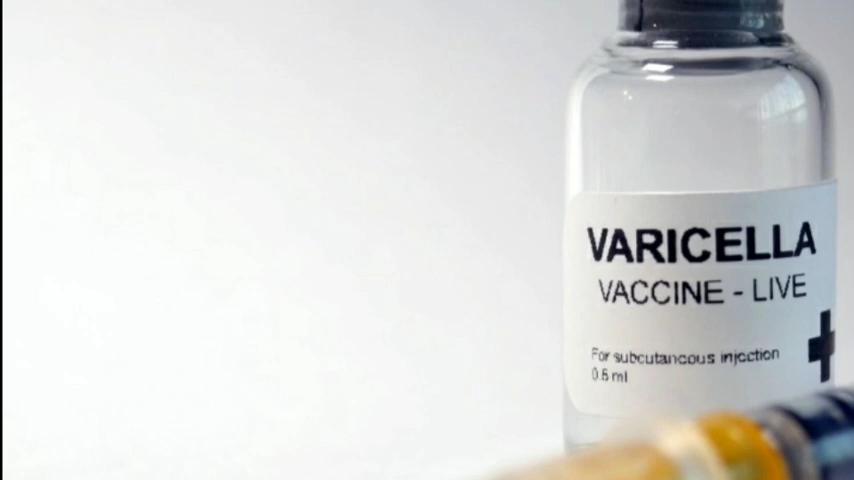 VARICELLA
VACCINE - LIVE
For subcutaneous injection
0.5 ml